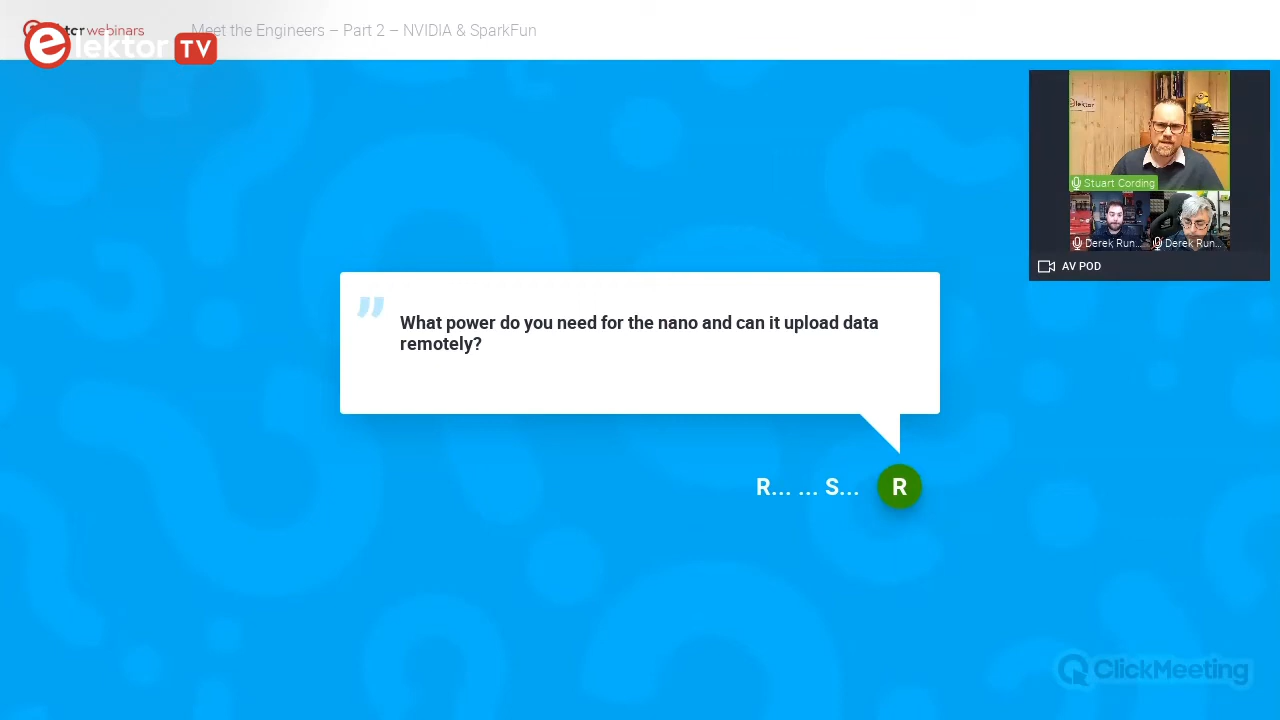 elektor TV
webinars
Meet the Engineers – Part 2 – NVIDIA & SparkFun
elektor
Stuart Cording
Derek Run...
Derek Run...
AV POD
What power do you need for the nano and can it upload data
remotely?
R... ... S...
R
ClickMeeting